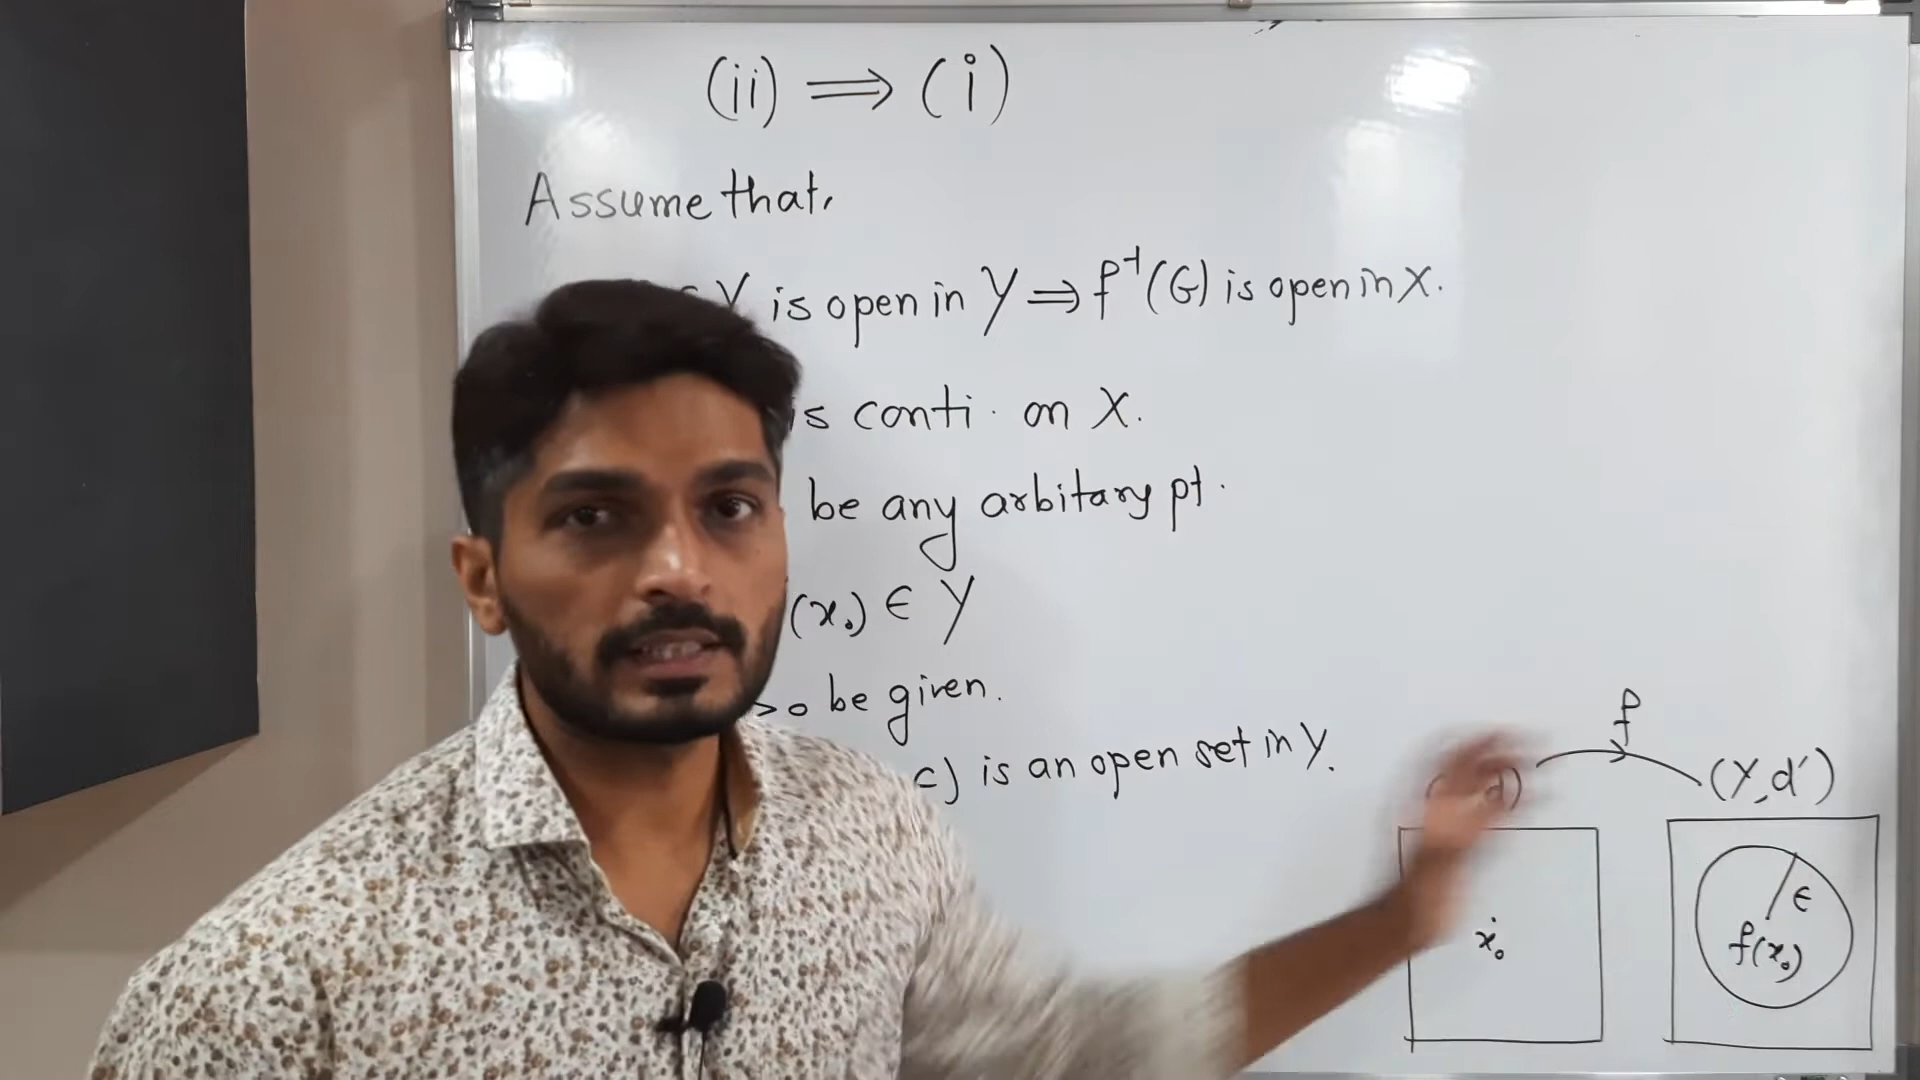 (ii) ⟹ (i)
Assume that,
Y is open in Y ⇒ f⁻¹(G) is open in X.
is conti. on X.
be any arbitary pt.
(x₀) ∈ Y
>0 be given.
is an open set in Y.
f
d)
(Y, d')
x₀
ε
f(x₀)